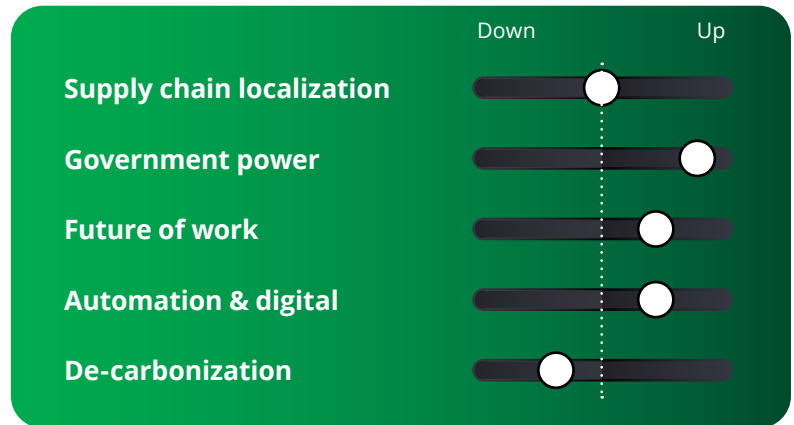 Down Up
Supply chain localization
Government power
Future of work
Automation & digital
De-carbonization